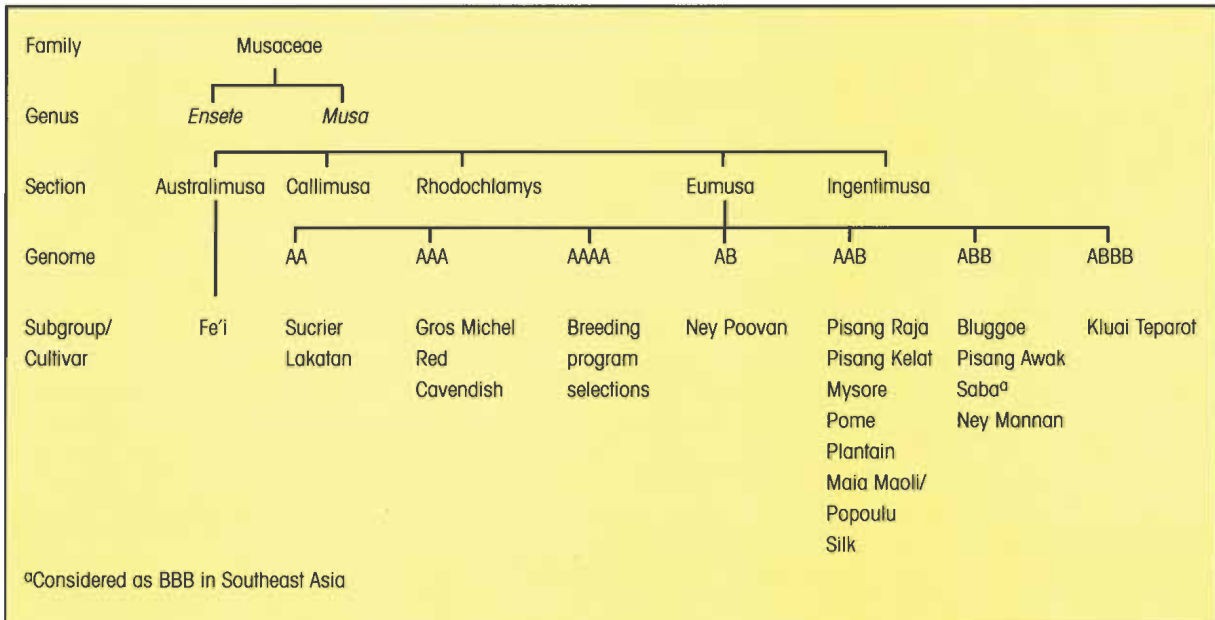 Family Musaceae
Genus Ensete Musa
Section Australimusa Callimusa Rhodochlamys Eumusa Ingentimusa
Genome AA AAA AAAA AB AAB ABB ABBB
Subgroup/ Fe'i Sucrier Gros Michel Breeding Ney Poovan Pisang Raja Bluggoe Kluai Teparot
Cultivar Lakatan Red program Pisang Kelat Pisang Awak
Cavendish selections Mysore Sabaᵃ
Pome Ney Mannan
Plantain
Maia Maoli/
Popoulu
Silk
ᵃConsidered as BBB in Southeast Asia